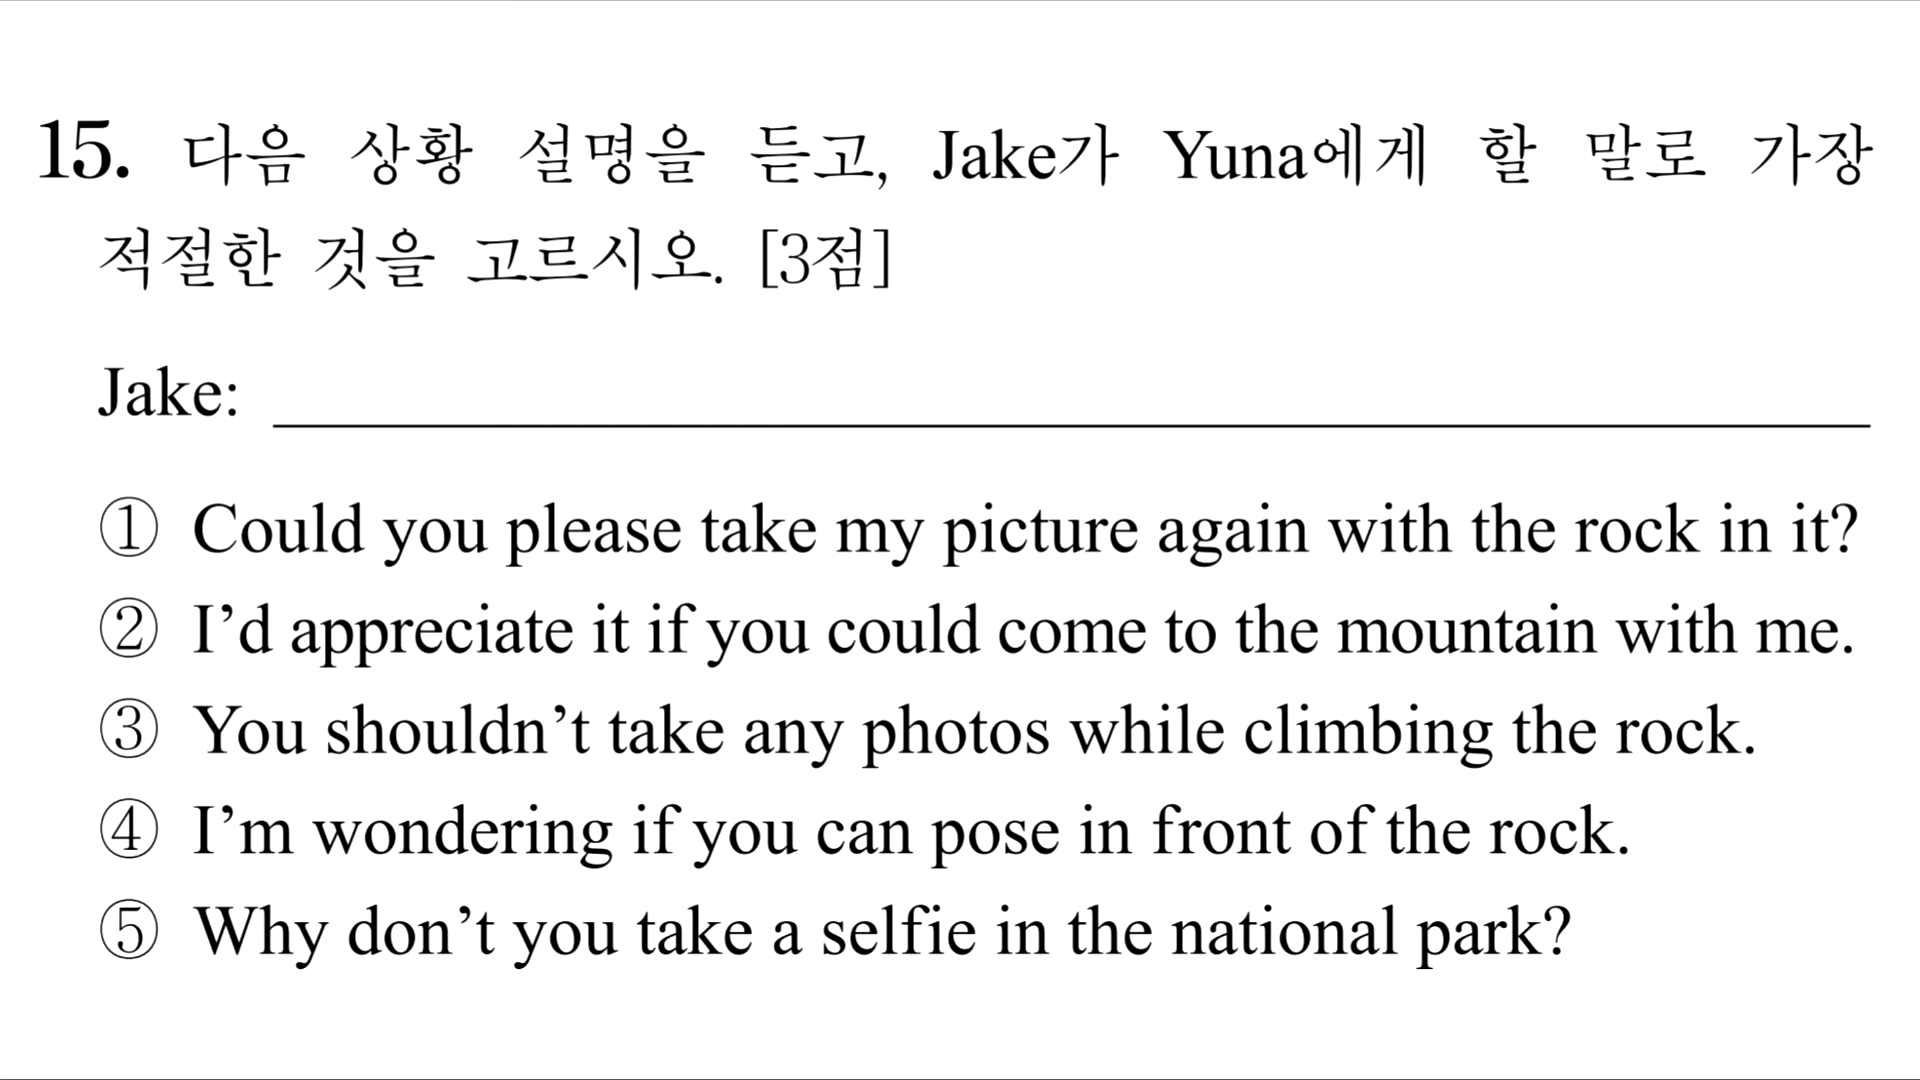 15. 다음 상황 설명을 듣고, Jake가 Yuna에게 할 말로 가장
적절한 것을 고르시오. [3점]
Jake: ___
① Could you please take my picture again with the rock in it?
② I’d appreciate it if you could come to the mountain with me.
③ You shouldn’t take any photos while climbing the rock.
④ I’m wondering if you can pose in front of the rock.
⑤ Why don’t you take a selfie in the national park?